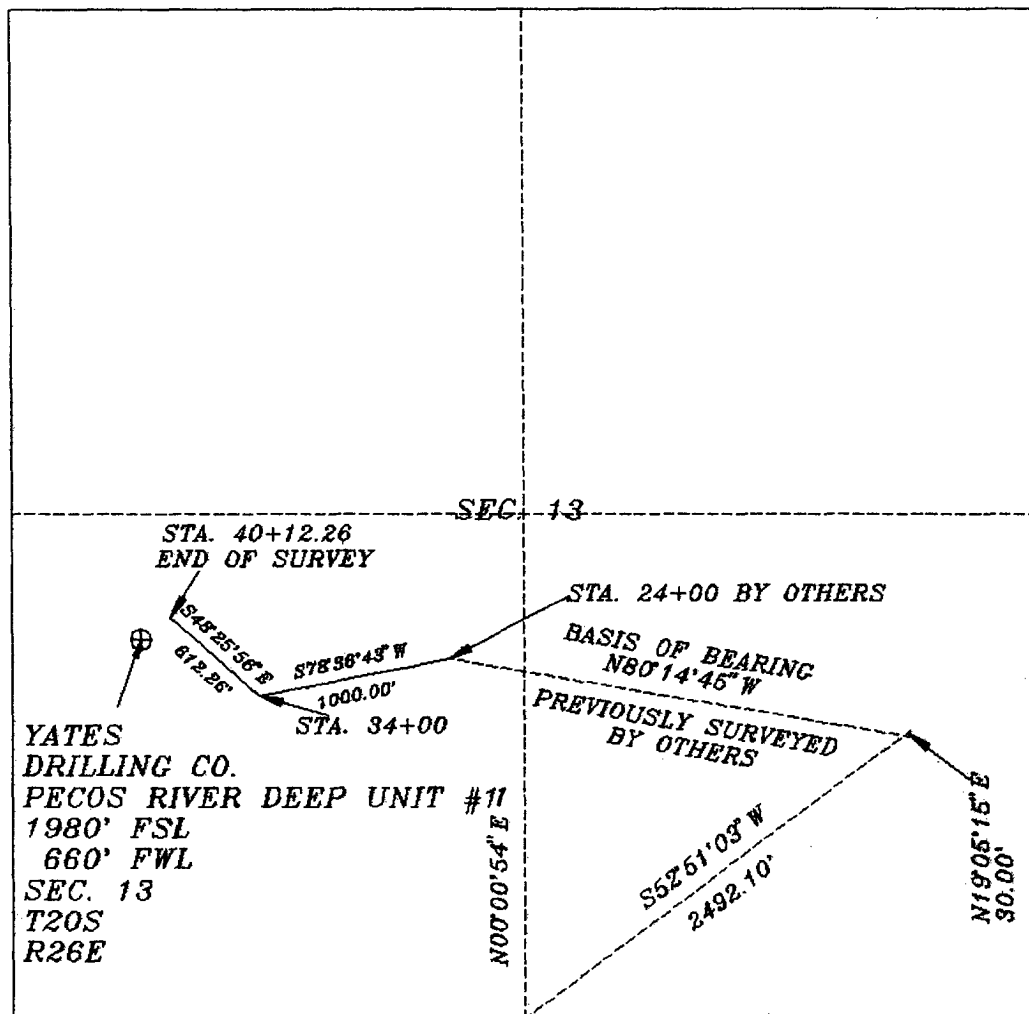 SEC. 13
STA. 40+12.26
END OF SURVEY
STA. 24+00 BY OTHERS
S48°25'56" E
612.26'
S78°36'43" W
1000.00'
STA. 34+00
BASIS OF BEARING
N80°14'45" W
PREVIOUSLY SURVEYED
BY OTHERS
YATES
DRILLING CO.
PECOS RIVER DEEP UNIT #11
1980' FSL
660' FWL
SEC. 13
T20S
R26E
N00°00'54" E
S52°51'03" W
2492.10'
N19°05'15" E
30.00'